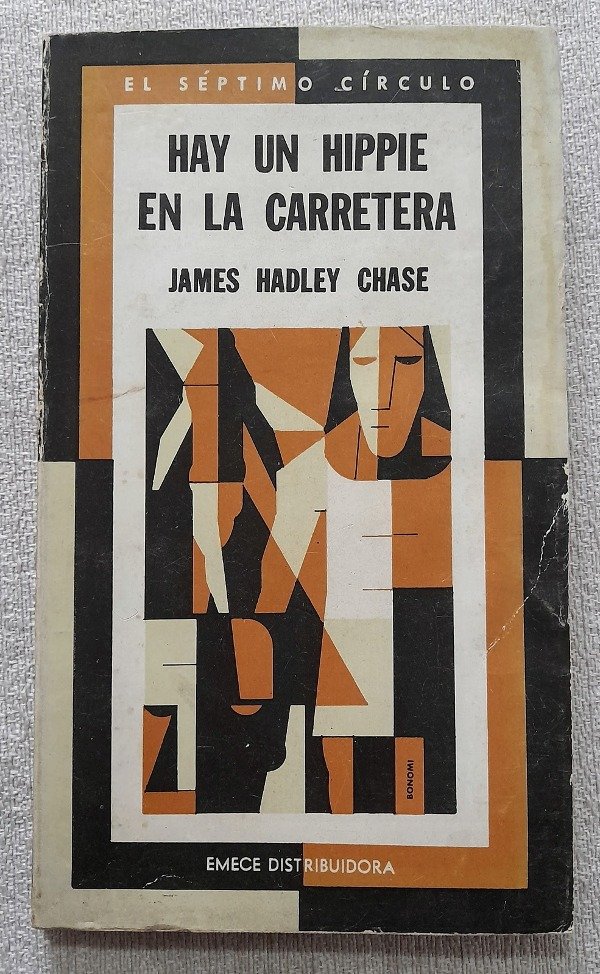 EL SÉPTIMO CÍRCULO
HAY UN HIPPIE
EN LA CARRETERA
JAMES HADLEY CHASE
BONOMI
EMECE DISTRIBUIDORA